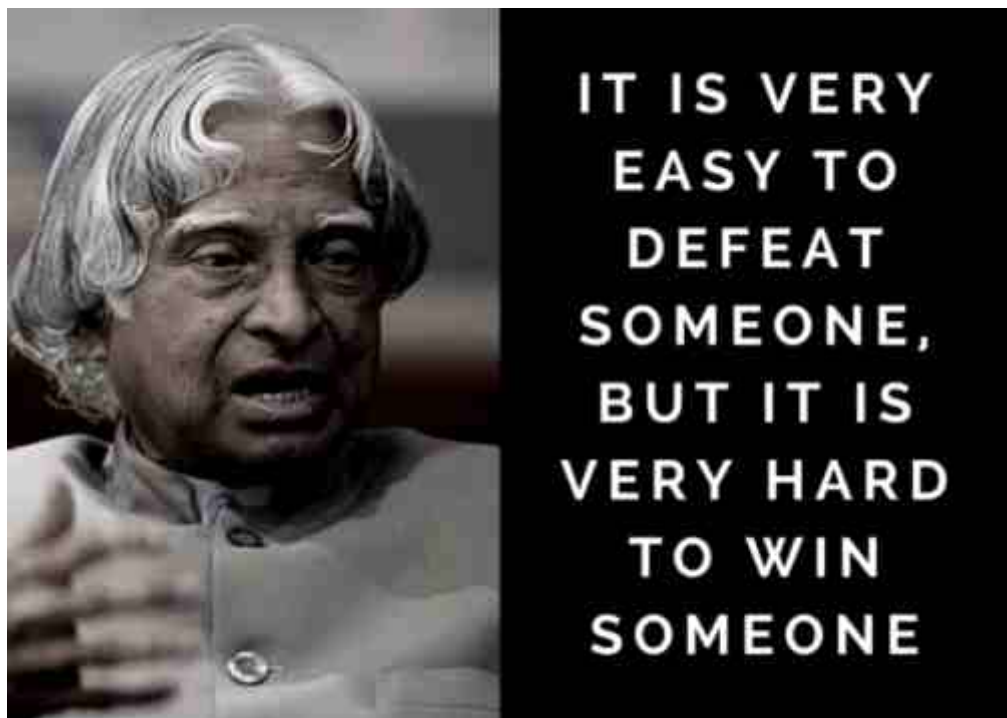 IT IS VERY
EASY TO
DEFEAT
SOMEONE,
BUT IT IS
VERY HARD
TO WIN
SOMEONE